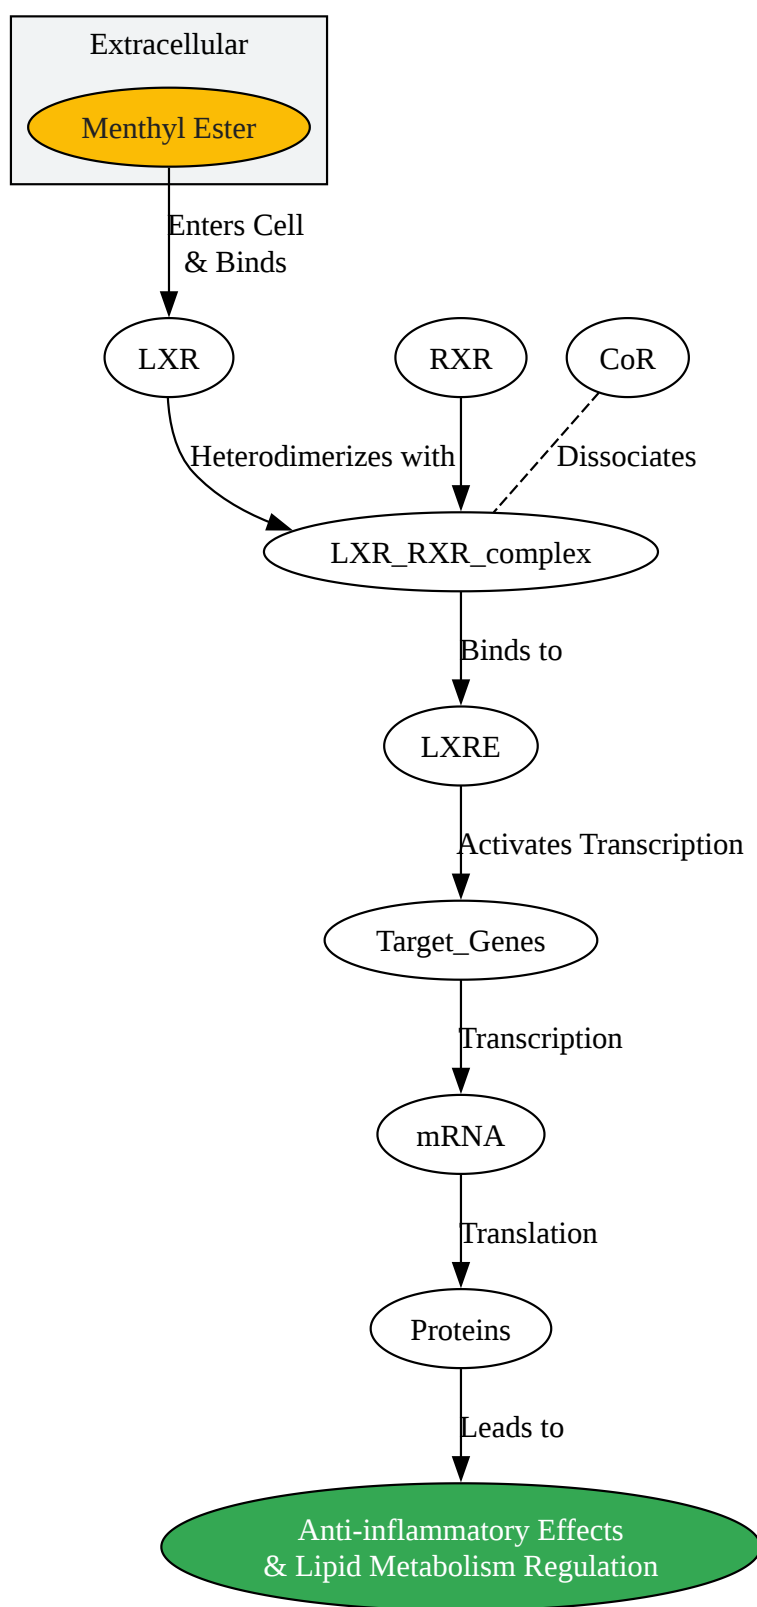 Extracellular
Menthyl Ester
Enters Cell
& Binds
LXR
RXR
CoR
Heterodimerizes with
Dissociates
LXR_RXR_complex
Binds to
LXRE
Activates Transcription
Target_Genes
Transcription
mRNA
Translation
Proteins
Leads to
Anti-inflammatory Effects
& Lipid Metabolism Regulation